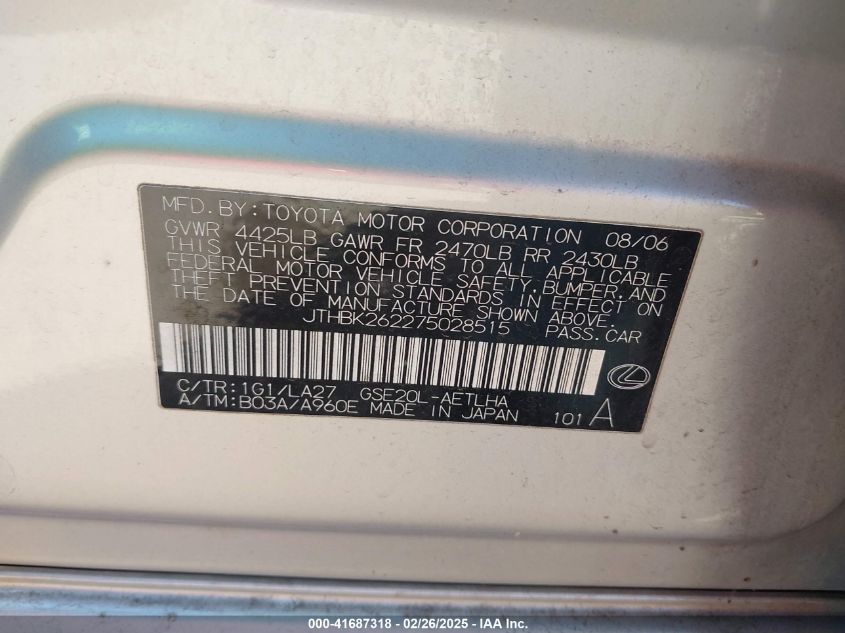 MFD. BY: TOYOTA MOTOR CORPORATION 08/06
GVWR 4425LB GAWR FR 2470LB RR 2430LB
THIS VEHICLE CONFORMS TO ALL APPLICABLE
FEDERAL MOTOR VEHICLE SAFETY, BUMPER, AND
THEFT PREVENTION STANDARDS IN EFFECT ON
THE DATE OF MANUFACTURE SHOWN ABOVE.
JTHBK262275028515 PASS. CAR
C/TR: 1G1/LA27 GSE20L-AETLHA
A/TM: B03A/A960E MADE IN JAPAN 101 A
000-41687318 - 02/26/2025 - IAA Inc.